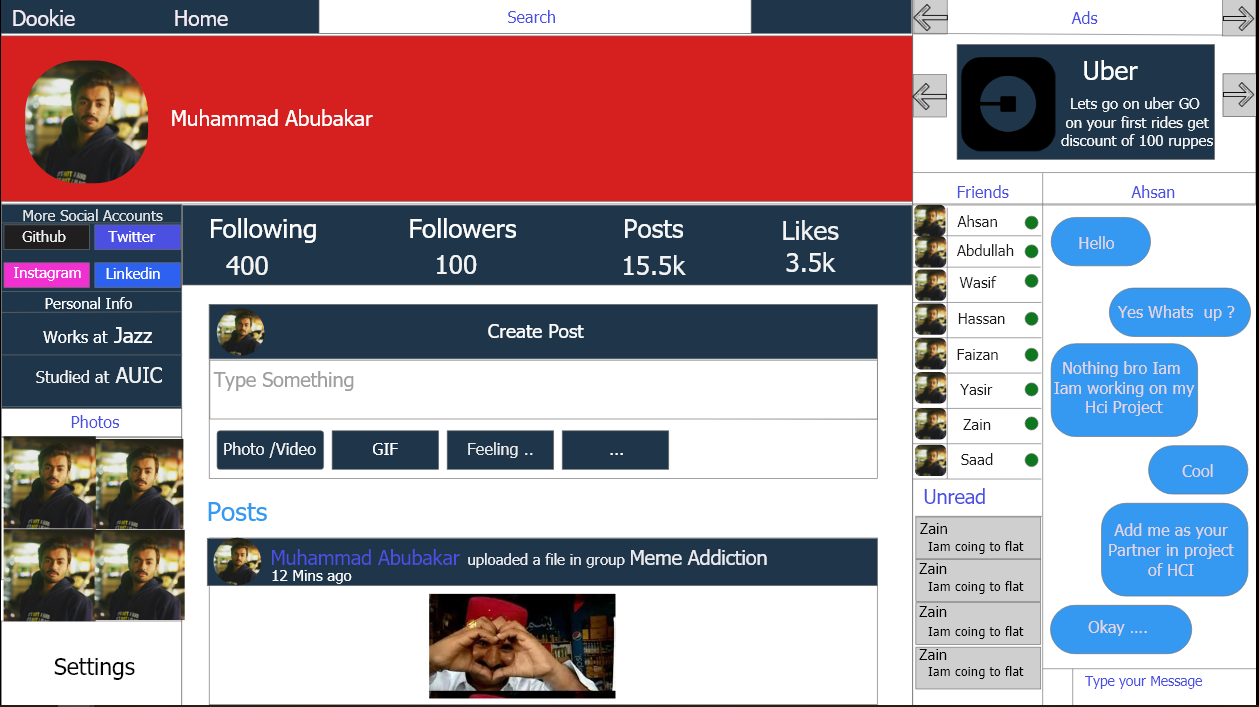 Dookie
Home
Search
Ads
Muhammad Abubakar
Uber
Lets go on uber GO
on your first rides get
discount of 100 ruppes
More Social Accounts
Github
Twitter
Instagram
Linkedin
Personal Info
Works at Jazz
Studied at AUIC
Photos
Settings
Following
400
Followers
100
Posts
15.5k
Likes
3.5k
Create Post
Type Something
Photo /Video
GIF
Feeling ..
...
Posts
Muhammad Abubakar uploaded a file in group Meme Addiction
12 Mins ago
Friends
Ahsan
Abdullah
Wasif
Hassan
Faizan
Yasir
Zain
Saad
Unread
Zain
Iam coing to flat
Zain
Iam coing to flat
Zain
Iam coing to flat
Zain
Iam coing to flat
Ahsan
Hello
Yes Whats up ?
Nothing bro Iam
Iam working on my
Hci Project
Cool
Add me as your
Partner in project
of HCI
Okay ....
Type your Message